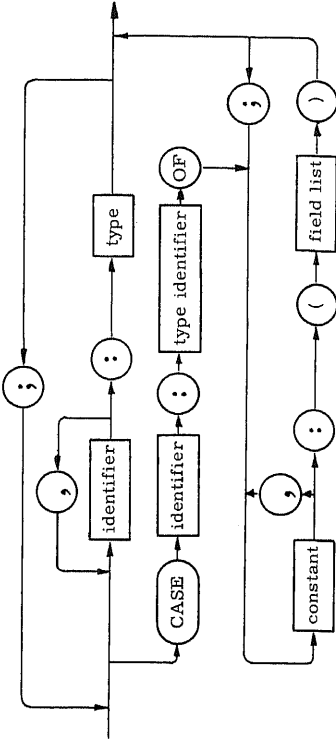 ;
,
identifier : type
CASE identifier : type identifier OF
;
,
constant : ( field list )